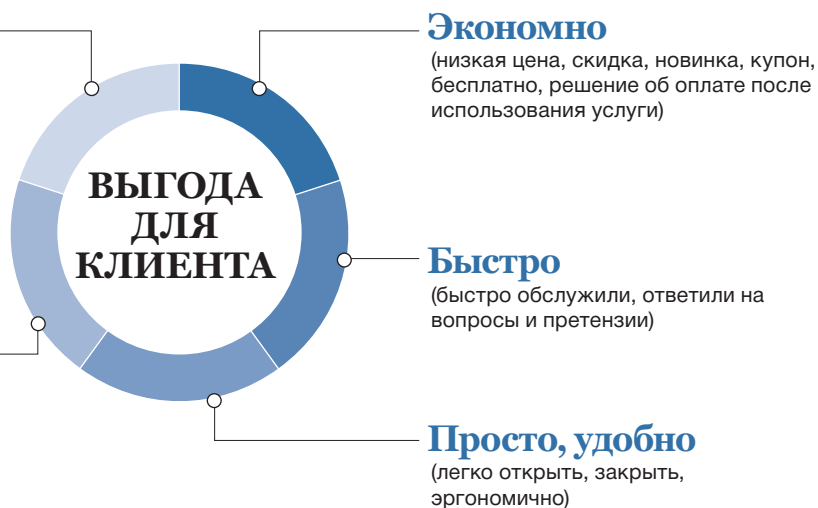 ВЫГОДА
ДЛЯ
КЛИЕНТА
Экономно
(низкая цена, скидка, новинка, купон,
бесплатно, решение об оплате после
использования услуги)
Быстро
(быстро обслужили, ответили на
вопросы и претензии)
Просто, удобно
(легко открыть, закрыть,
эргономично)